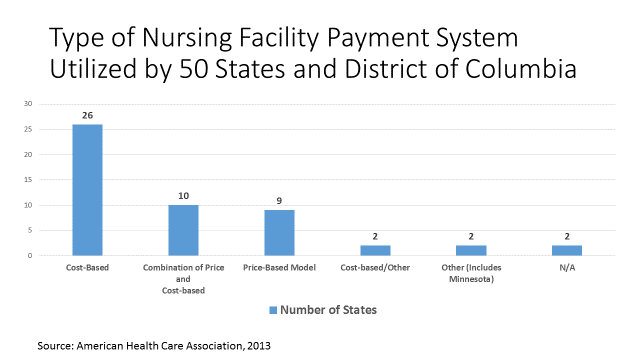 Type of Nursing Facility Payment System
Utilized by 50 States and District of Columbia
30
25
20
15
10
5
0
26
10
9
2
2
2
Cost-Based
Combination of Price
and
Cost-based
Price-Based Model
Cost-based/Other
Other (Includes
Minnesota)
N/A
Number of States
Source: American Health Care Association, 2013